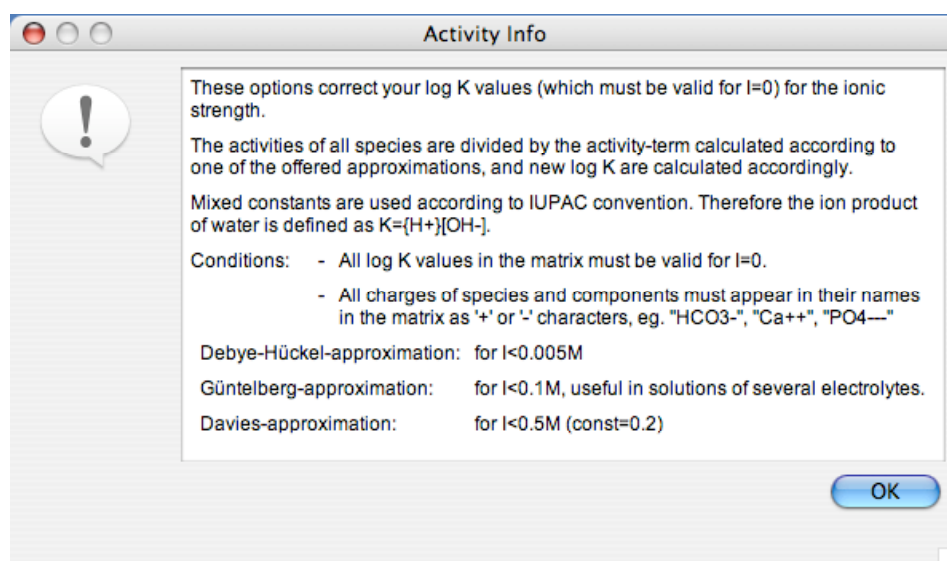 Activity Info
These options correct your log K values (which must be valid for I=0) for the ionic
strength.
The activities of all species are divided by the activity-term calculated according to
one of the offered approximations, and new log K are calculated accordingly.
Mixed constants are used according to IUPAC convention. Therefore the ion product
of water is defined as K={H+}[OH-].
Conditions: - All log K values in the matrix must be valid for I=0.
- All charges of species and components must appear in their names
in the matrix as '+' or '-' characters, eg. "HCO3-", "Ca++", "PO4---"
Debye-Hückel-approximation: for I<0.005M
Güntelberg-approximation: for I<0.1M, useful in solutions of several electrolytes.
Davies-approximation: for I<0.5M (const=0.2)
OK